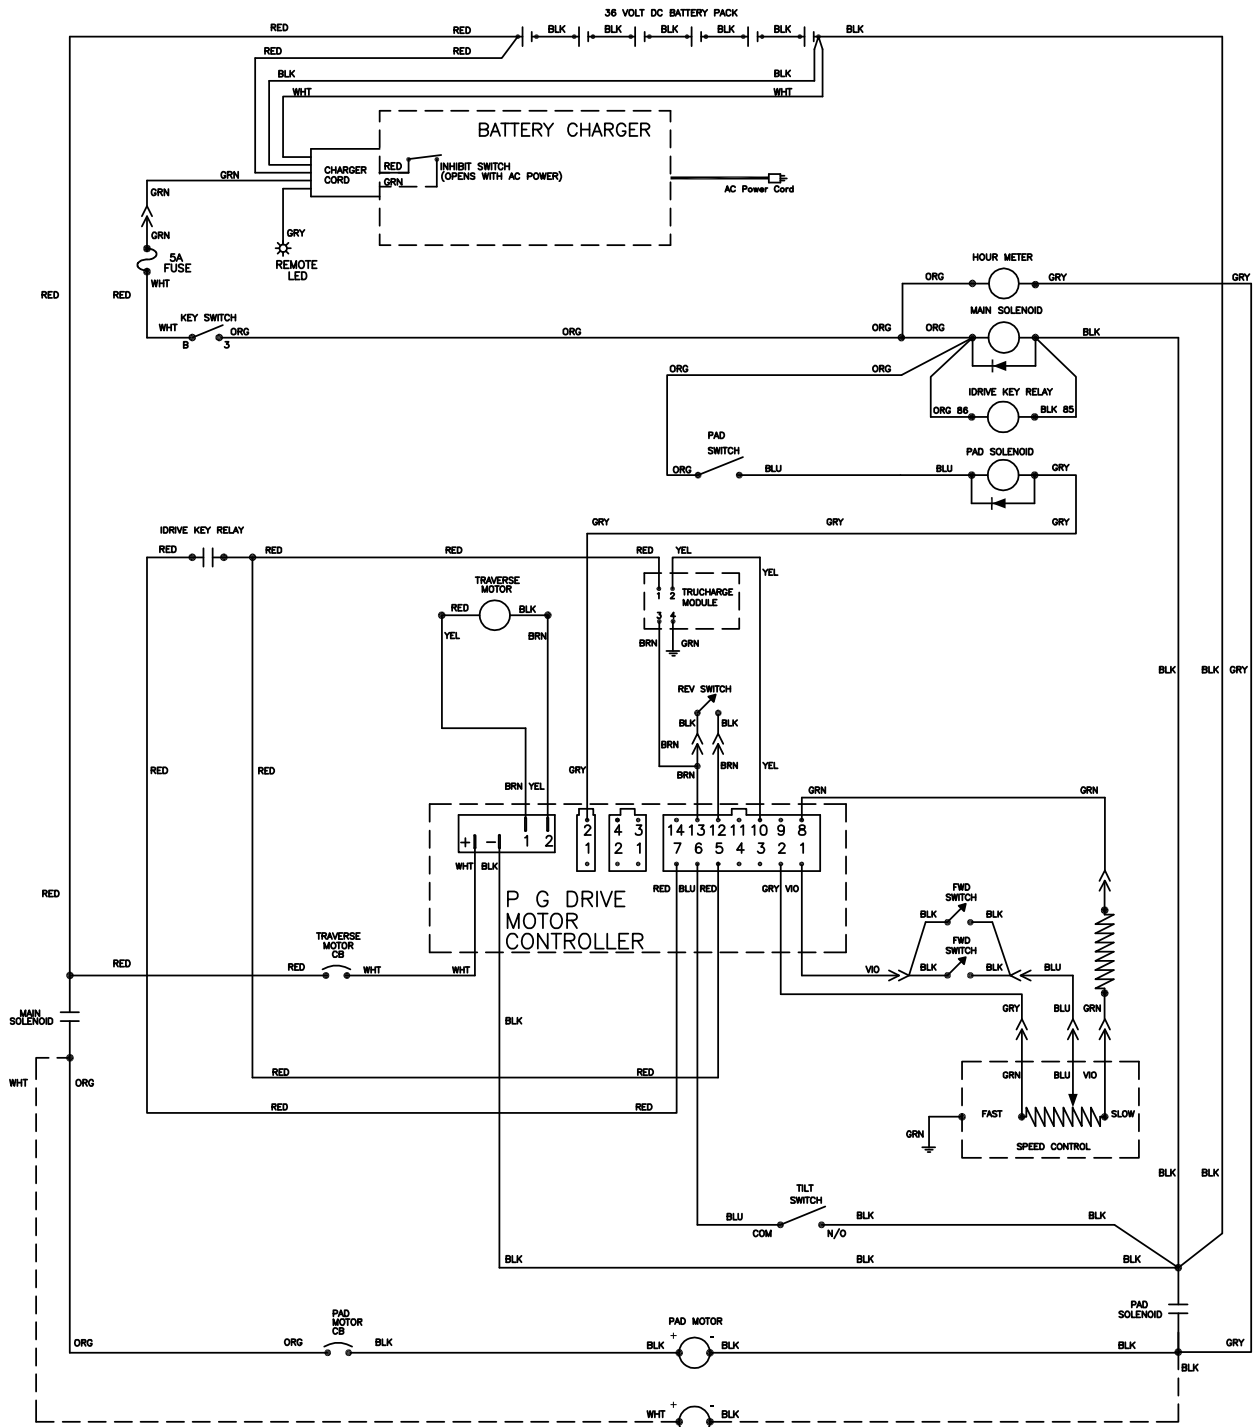 36 VOLT DC BATTERY PACK
RED RED BLK BLK BLK BLK BLK BLK
RED RED
BLK BLK
WHT WHT
BATTERY CHARGER
CHARGER
CORD
RED
GRN
INHIBIT SWITCH
(OPENS WITH AC POWER)
AC Power Cord
GRN
GRN
GRN
GRY
REMOTE
LED
5A
FUSE
WHT
RED RED
HOUR METER
ORG GRY
MAIN SOLENOID
KEY SWITCH
WHT ORG ORG ORG ORG BLK
B 3
ORG ORG
IDRIVE KEY RELAY
ORG 86 BLK 85
PAD
SWITCH
PAD SOLENOID
ORG BLU BLU GRY
GRY GRY GRY
IDRIVE KEY RELAY
RED RED RED RED YEL
YEL
TRAVERSE
MOTOR
RED BLK
YEL BRN
1 2
TRUCHARGE
MODULE
3 4
BRN GRN
BLK BLK GRY
REV SWITCH
BLK BLK
BRN
BRN BRN YEL
RED RED GRY
BRN YEL
GRN GRN
+ - 1 2
2 1
4 3
2 1
14 13 12 11 10 9 8
7 6 5 4 3 2 1
WHT BLK
RED BLU RED GRY VIO
P G DRIVE
MOTOR
CONTROLLER
RED
FWD
SWITCH
BLK BLK
FWD
SWITCH
VIO BLK BLK BLU
TRAVERSE
MOTOR
CB
RED RED WHT WHT
MAIN
SOLENOID
BLK
GRY BLU GRN
WHT ORG
RED RED
RED RED
GRN BLU VIO
FAST SLOW
SPEED CONTROL
GRN
BLK BLK
TILT
SWITCH
BLU BLK BLK
COM N/O
BLK BLK BLK
PAD
SOLENOID
PAD
MOTOR
CB
PAD MOTOR
ORG ORG BLK BLK + - BLK BLK GRY
BLK
WHT + - BLK